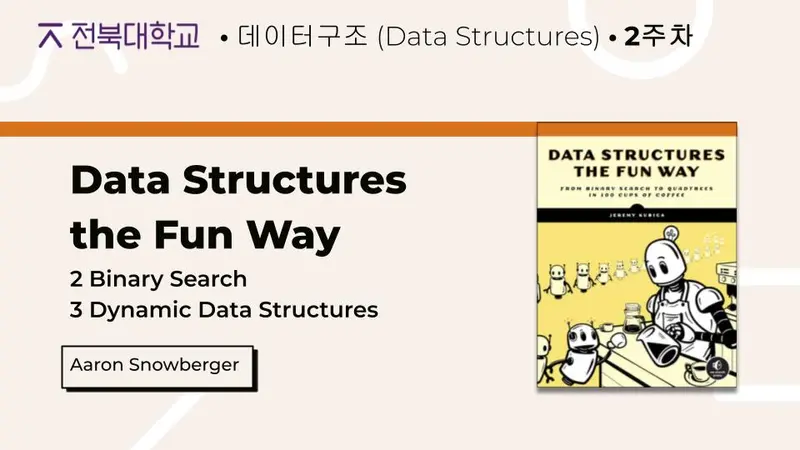 전북대학교 • 데이터구조 (Data Structures) • 2주차
Data Structures
the Fun Way
2 Binary Search
3 Dynamic Data Structures
Aaron Snowberger
DATA STRUCTURES
THE FUN WAY
FROM BINARY SEARCH TO QUADTREES
IN 100 CUPS OF COFFEE
JEREMY KUBICA